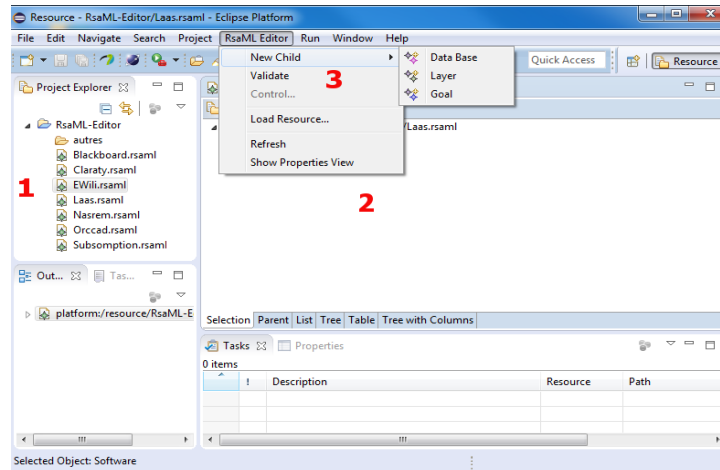 Resource - RsaML-Editor/Laas.rsaml - Eclipse Platform
File Edit Navigate Search Project RsaML Editor Run Window Help
New Child
Validate
Control...
Load Resource...
Refresh
Show Properties View
3
Data Base
Layer
Goal
Quick Access
Resource
Project Explorer
RsaML-Editor
autres
Blackboard.rsaml
Claraty.rsaml
EWili.rsaml
Laas.rsaml
Nasrem.rsaml
Orccad.rsaml
Subsomption.rsaml
1
/Laas.rsaml
2
Out... Tas...
platform:/resource/RsaML-E
Selection Parent List Tree Table Tree with Columns
Tasks Properties
0 items
! Description Resource Path
Selected Object: Software